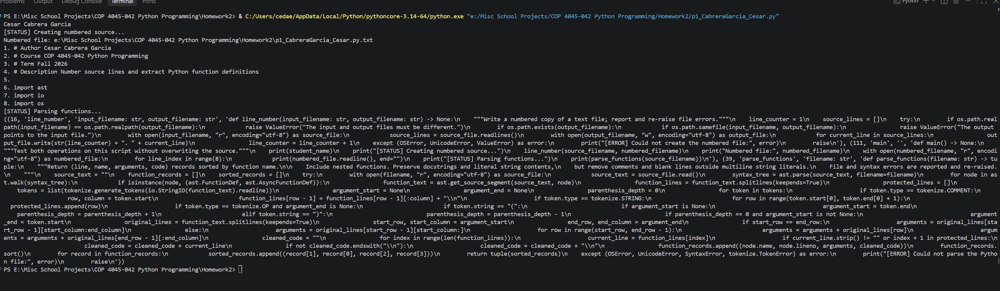 Problems Output Debug Console Terminal Ports Python
PS E:\Misc School Projects\COP 4045-042 Python Programming\Homework2> & C:/Users/cedae/AppData/Local/Python/pythoncore-3.14-64/python.exe "e:/Misc School Projects/COP 4045-042 Python Programming/Homework2/p1_CabreraGarcia_Cesar.py"
Cesar Cabrera Garcia
[STATUS] Creating numbered source...
Numbered file: e:\Misc School Projects\COP 4045-042 Python Programming\Homework2\p1_CabreraGarcia_Cesar.py.txt
1. # Author Cesar Cabrera Garcia
2. # Course COP 4045-042 Python Programming
3. # Term Fall 2026
4. # Description Number source lines and extract Python function definitions
5.
6. import ast
7. import io
8. import os
[STATUS] Parsing functions...
((16, 'line_number', 'input_filename: str, output_filename: str', 'def line_number(input_filename: str, output_filename: str) -> None:\n    """Write a numbered copy of a text file; report and re-raise file errors."""\n    line_counter = 1\n    source_lines = []\n    try:\n        if os.path.real
path(input_filename) == os.path.realpath(output_filename):\n            raise ValueError("The input and output files must be different.")\n        if os.path.exists(output_filename):\n            if os.path.samefile(input_filename, output_filename):\n                raise ValueError("The output 
points to the input file.")\n        with open(input_filename, "r", encoding="utf-8") as source_file:\n            source_lines = source_file.readlines()\n        with open(output_filename, "w", encoding="utf-8") as output_file:\n            for current_line in source_lines:\n                out
put_file.write(str(line_counter) + ". " + current_line)\n                line_counter = line_counter + 1\n    except (OSError, UnicodeError, ValueError) as error:\n        print("[ERROR] Could not create the numbered file:", error)\n        raise\n'), (111, 'main', '', 'def main() -> None:\n    
"""Test both operations on this script without overwriting the source."""\n    print(student_name)\n    print("[STATUS] Creating numbered source...")\n    line_number(source_filename, numbered_filename)\n    print("Numbered file:", numbered_filename)\n    with open(numbered_filename, "r", encodi
ng="utf-8") as numbered_file:\n        for line_index in range(8):\n            print(numbered_file.readline(), end="")\n    print("[STATUS] Parsing functions...")\n    print(parse_functions(source_filename))\n'), (39, 'parse_functions', 'filename: str', 'def parse_functions(filename: str) -> tu
ple:\n    """Return (line, name, arguments, code) records sorted by function name.\n\n    Include nested functions. Preserve docstrings and literal string contents,\n    but remove comments and blank lines outside multiline string literals.\n    File and syntax errors are reported and re-raised.
\n    """\n    source_text = ""\n    function_records = []\n    sorted_records = []\n    try:\n        with open(filename, "r", encoding="utf-8") as source_file:\n            source_text = source_file.read()\n        syntax_tree = ast.parse(source_text, filename=filename)\n        for node in as
t.walk(syntax_tree):\n            if isinstance(node, (ast.FunctionDef, ast.AsyncFunctionDef)):\n                function_text = ast.get_source_segment(source_text, node)\n                function_lines = function_text.splitlines(keepends=True)\n                protected_lines = []\n
    tokens = list(tokenize.generate_tokens(io.StringIO(function_text).readline))\n                argument_start = None\n                argument_end = None\n                parenthesis_depth = 0\n                for token in tokens:\n                    if token.type == tokenize.COMMENT:\n
                   row, column = token.start\n                        function_lines[row - 1] = function_lines[row - 1][:column] + "\\n"\n                    if token.type == tokenize.STRING:\n                        for row in range(token.start[0], token.end[0] + 1):\n
  protected_lines.append(row)\n                    if token.type == tokenize.OP and argument_end is None:\n                        if token.string == "(":\n                            if argument_start is None:\n                                argument_start = token.end\n
    parenthesis_depth = parenthesis_depth + 1\n                        elif token.string == ")":\n                            parenthesis_depth = parenthesis_depth - 1\n                            if parenthesis_depth == 0 and argument_start is not None:\n                                argument
_end = token.start\n                original_lines = function_text.splitlines(keepends=True)\n                start_row, start_column = argument_start\n                end_row, end_column = argument_end\n                if start_row == end_row:\n                    arguments = original_lines[sta
rt_row - 1][start_column:end_column]\n                else:\n                    arguments = original_lines[start_row - 1][start_column:]\n                    for row in range(start_row, end_row - 1):\n                        arguments = arguments + original_lines[row]\n                    argum
ents = arguments + original_lines[end_row - 1][:end_column]\n                cleaned_code = ""\n                for index in range(len(function_lines)):\n                    current_line = function_lines[index]\n                    if current_line.strip() != "" or index + 1 in protected_lines:\n
                        cleaned_code = cleaned_code + current_line\n                if not cleaned_code.endswith("\\n"):\n                    cleaned_code = cleaned_code + "\\n"\n                function_records.append((node.name, node.lineno, arguments, cleaned_code))\n        function_records.
sort()\n        for record in function_records:\n            sorted_records.append((record[1], record[0], record[2], record[3]))\n        return tuple(sorted_records)\n    except (OSError, UnicodeError, SyntaxError, tokenize.TokenError) as error:\n        print("[ERROR] Could not parse the Pytho
n file:", error)\n        raise\n'))
PS E:\Misc School Projects\COP 4045-042 Python Programming\Homework2>